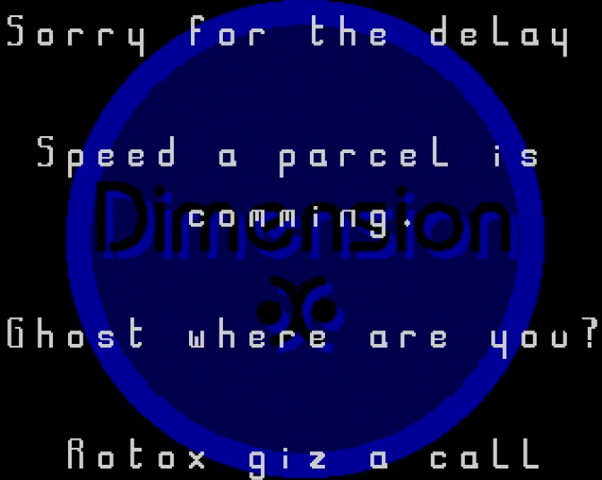 Sorry for the delay
Speed a parcel is
comming.
Dimension
X
Ghost where are you?
Rotox giz a call